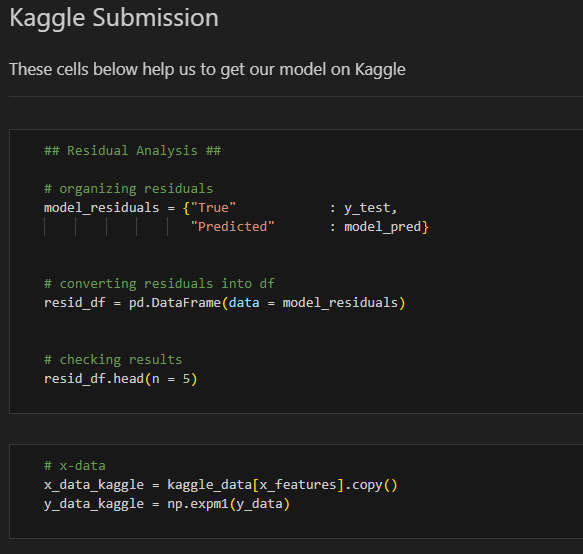 Kaggle Submission
These cells below help us to get our model on Kaggle
## Residual Analysis ##
# organizing residuals
model_residuals = {"True"            : y_test,
                   "Predicted"       : model_pred}
# converting residuals into df
resid_df = pd.DataFrame(data = model_residuals)
# checking results
resid_df.head(n = 5)
# x-data
x_data_kaggle = kaggle_data[x_features].copy()
y_data_kaggle = np.expm1(y_data)